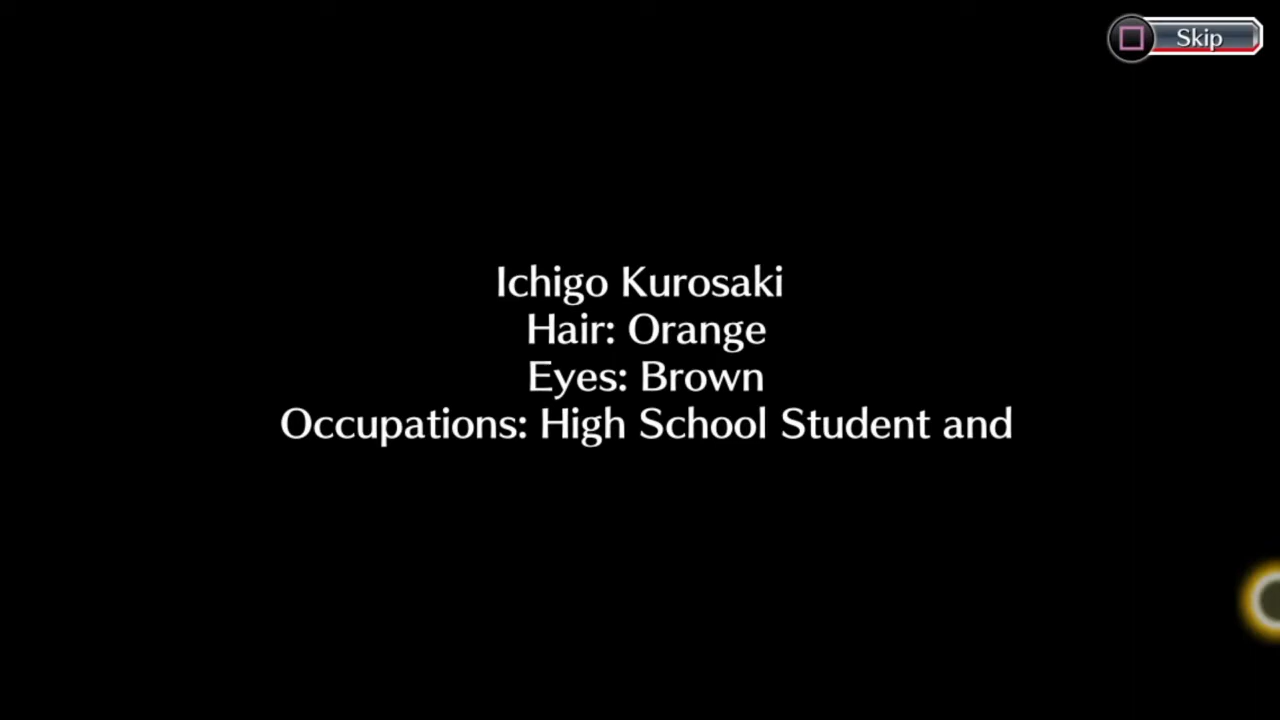 Skip
Ichigo Kurosaki
Hair: Orange
Eyes: Brown
Occupations: High School Student and